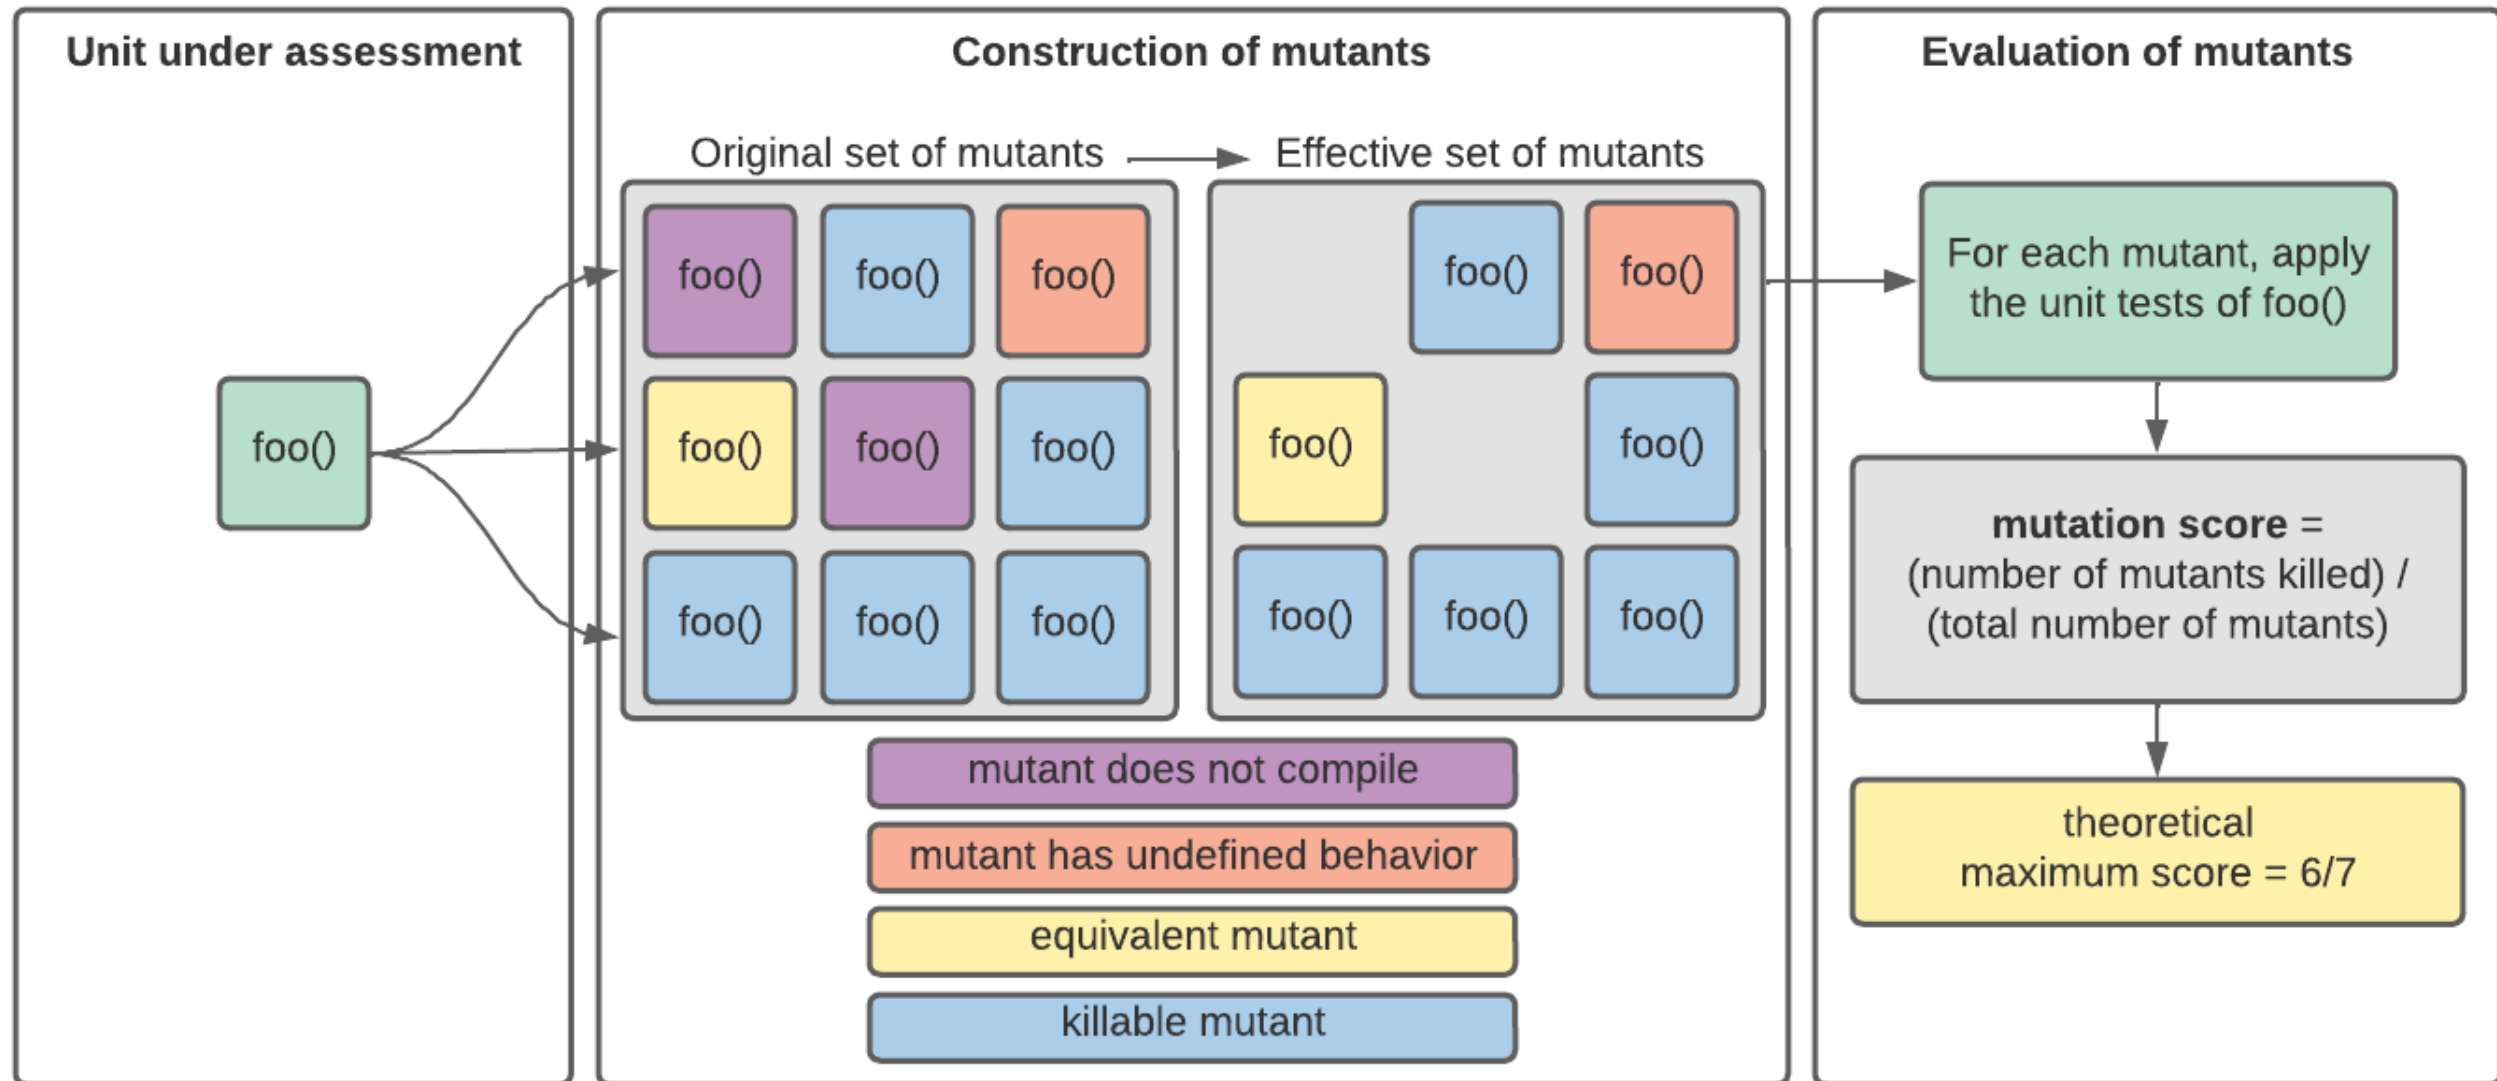 Unit under assessment
foo()
Construction of mutants
Original set of mutants
Effective set of mutants
foo() foo() foo()
foo() foo() foo()
foo() foo() foo()
foo() foo()
foo() foo()
foo() foo() foo()
mutant does not compile
mutant has undefined behavior
equivalent mutant
killable mutant
Evaluation of mutants
For each mutant, apply
the unit tests of foo()
mutation score =
(number of mutants killed) /
(total number of mutants)
theoretical
maximum score = 6/7